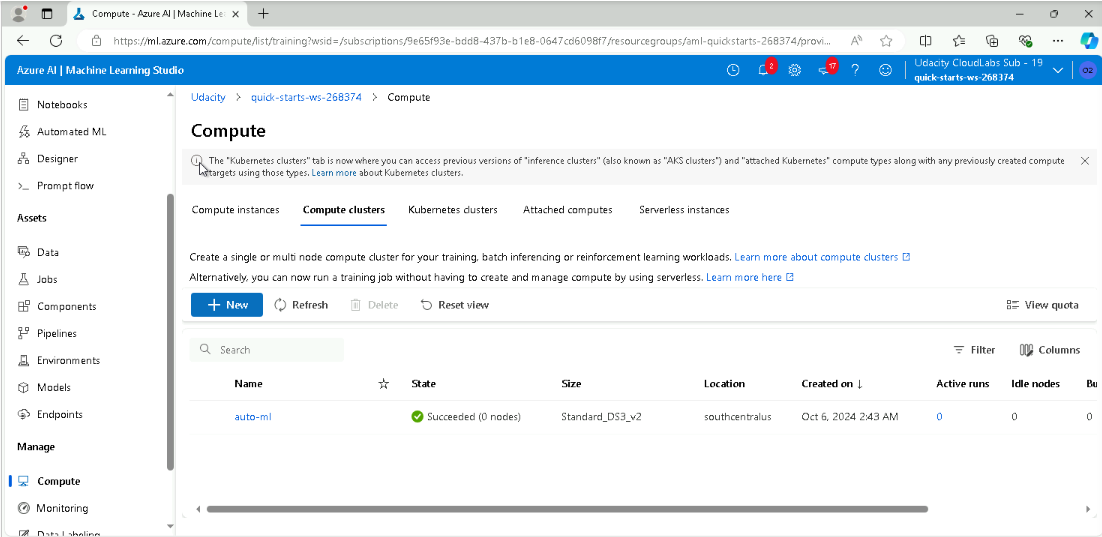 Compute - Azure AI | Machine Le
https://ml.azure.com/compute/list/training?wsid=/subscriptions/9e65f93e-bdd8-437b-b1e8-0647cd6098f7/resourcegroups/aml-quickstarts-268374/provi...
Azure AI | Machine Learning Studio
2
17
Udacity CloudLabs Sub - 19
quick-starts-ws-268374
O2
Notebooks
Automated ML
Designer
Prompt flow
Assets
Data
Jobs
Components
Pipelines
Environments
Models
Endpoints
Manage
Compute
Monitoring
Data Labeling
Udacity > quick-starts-ws-268374 > Compute
Compute
The "Kubernetes clusters" tab is now where you can access previous versions of "inference clusters" (also known as "AKS clusters") and "attached Kubernetes" compute types along with any previously created compute
targets using those types. Learn more about Kubernetes clusters.
Compute instances Compute clusters Kubernetes clusters Attached computes Serverless instances
Create a single or multi node compute cluster for your training, batch inferencing or reinforcement learning workloads. Learn more about compute clusters
Alternatively, you can now run a training job without having to create and manage compute by using serverless. Learn more here
New Refresh Delete Reset view View quota
Search Filter Columns
Name State Size Location Created on ↓ Active runs Idle nodes Bu
auto-ml Succeeded (0 nodes) Standard_DS3_v2 southcentralus Oct 6, 2024 2:43 AM 0 0 0